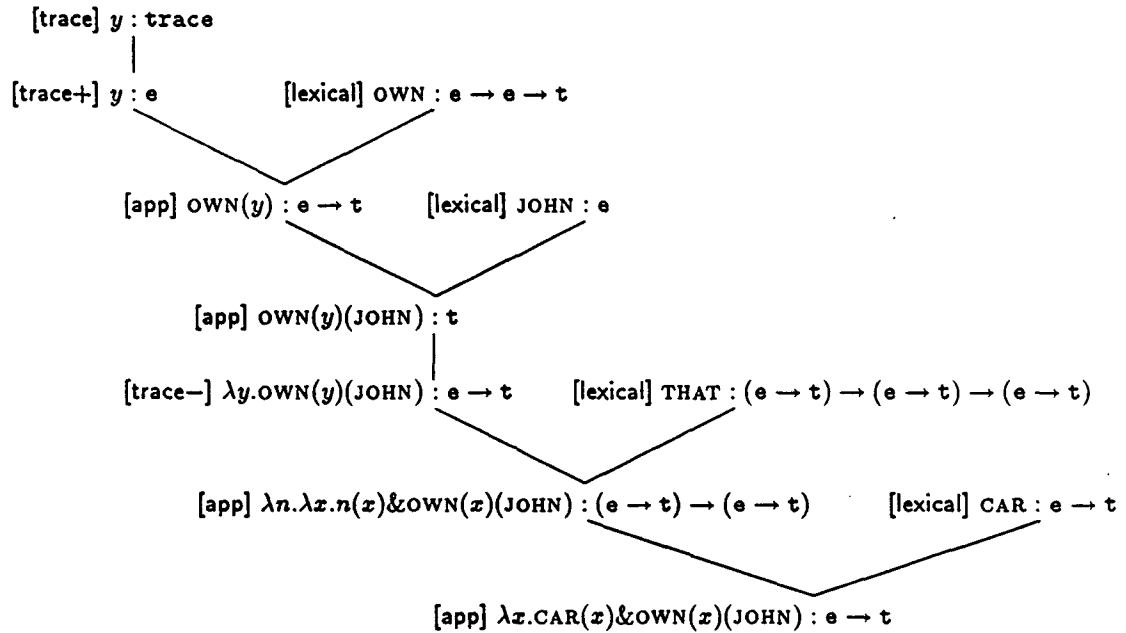 [trace] y : trace
[trace+] y : e [lexical] OWN : e → e → t
[app] OWN(y) : e → t [lexical] JOHN : e
[app] OWN(y)(JOHN) : t
[trace−] λy.OWN(y)(JOHN) : e → t [lexical] THAT : (e → t) → (e → t) → (e → t)
[app] λn.λx.n(x)&OWN(x)(JOHN) : (e → t) → (e → t) [lexical] CAR : e → t
[app] λx.CAR(x)&OWN(x)(JOHN) : e → t